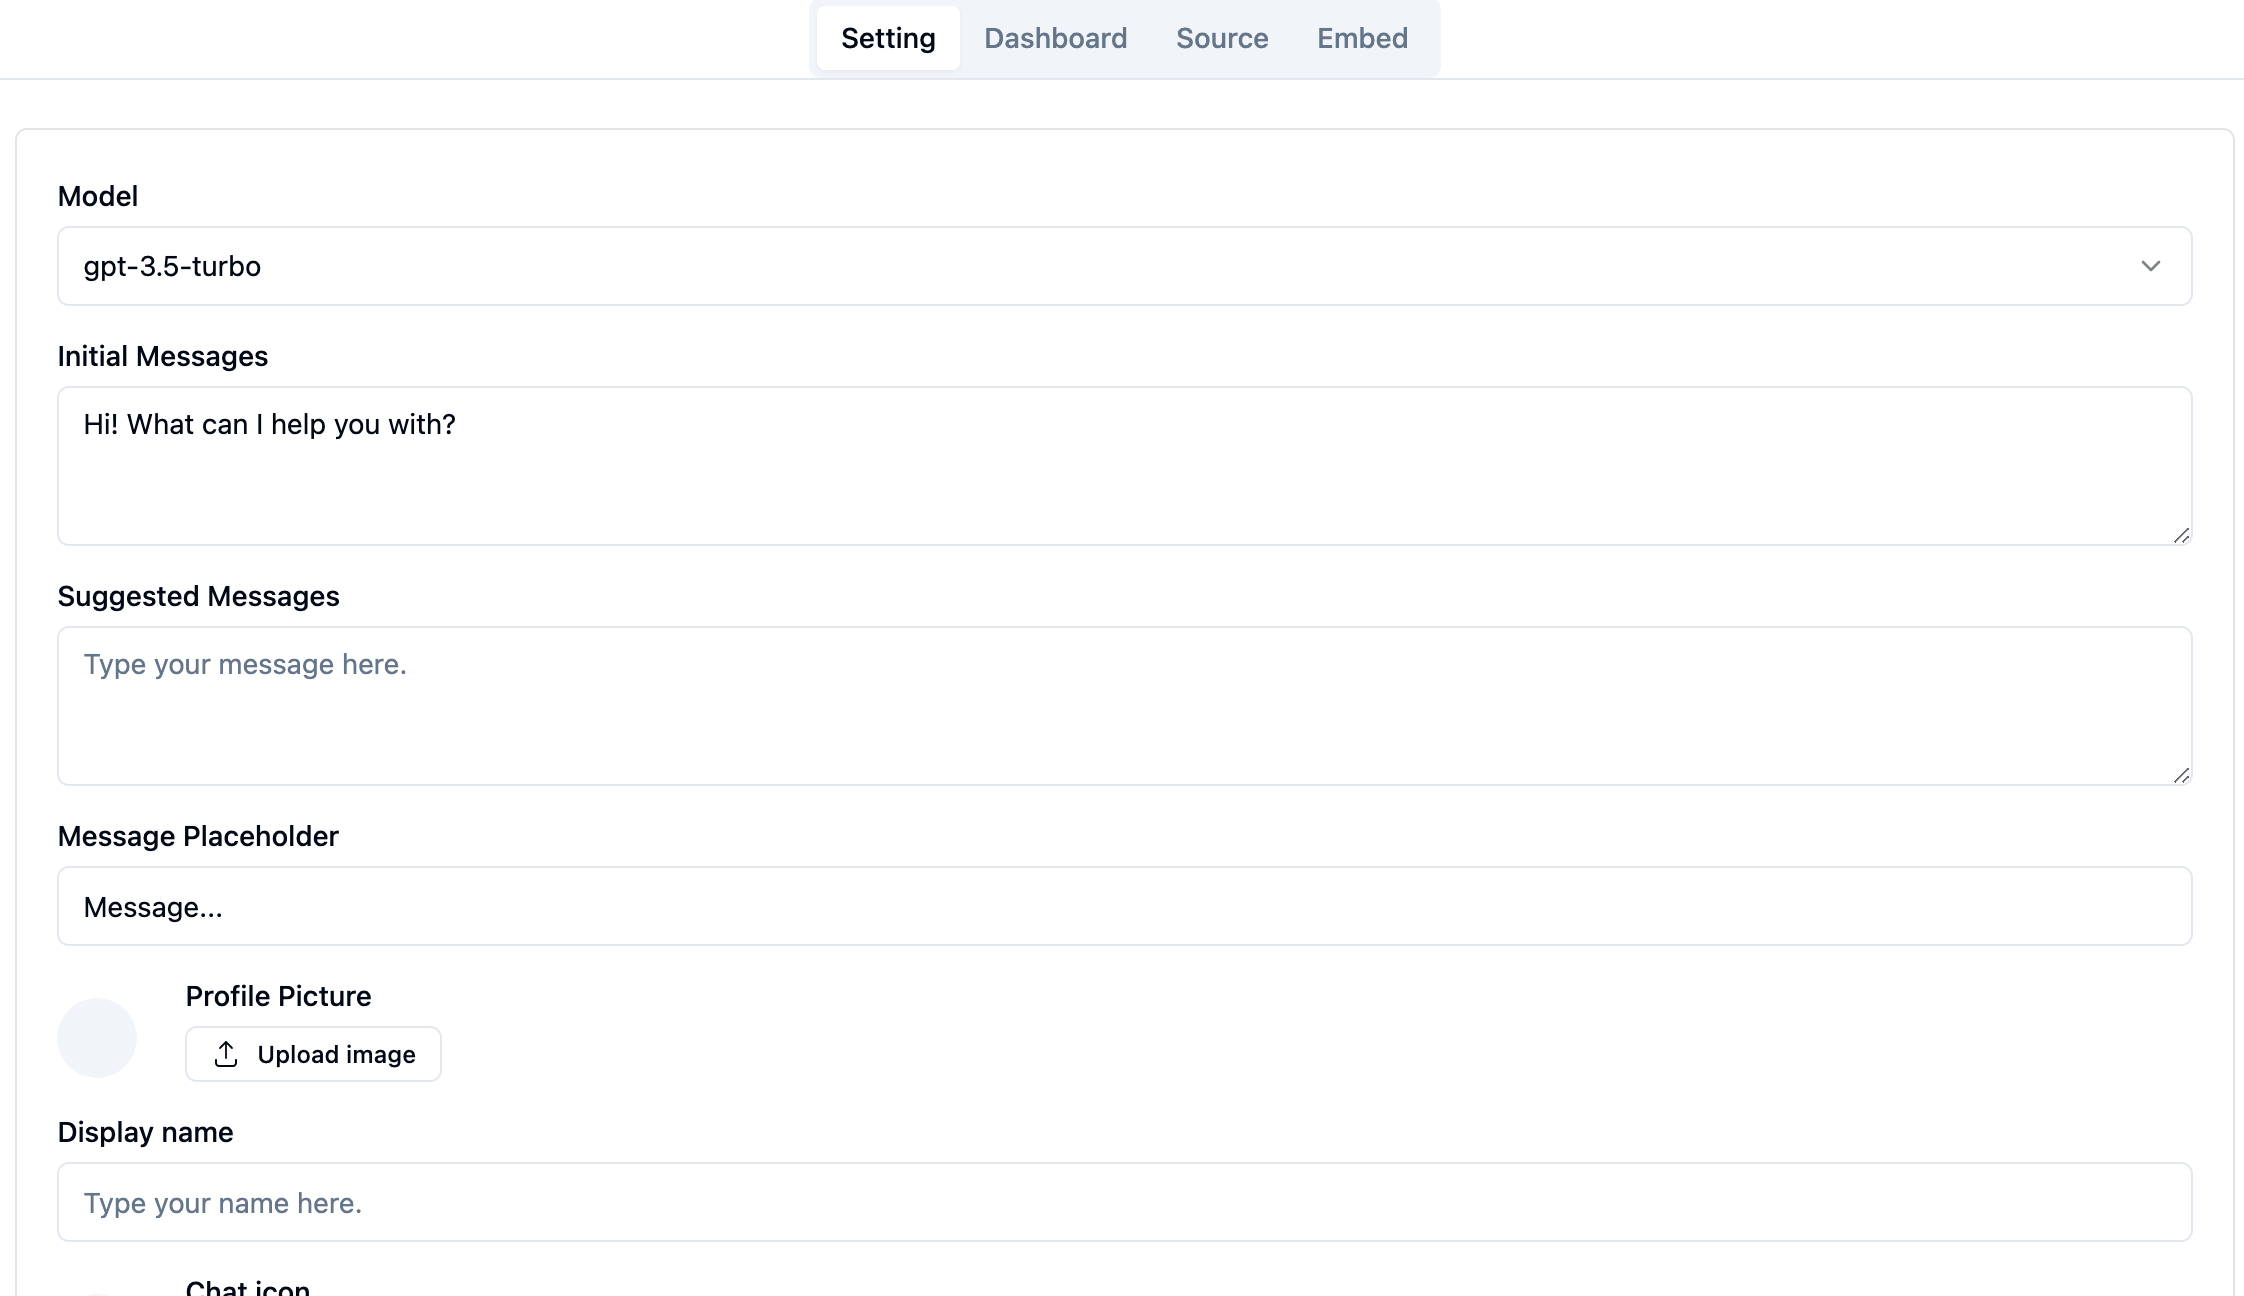 Setting Dashboard Source Embed
Model
gpt-3.5-turbo
Initial Messages
Hi! What can I help you with?
Suggested Messages
Type your message here.
Message Placeholder
Message...
Profile Picture
Upload image
Display name
Type your name here.
Chat icon